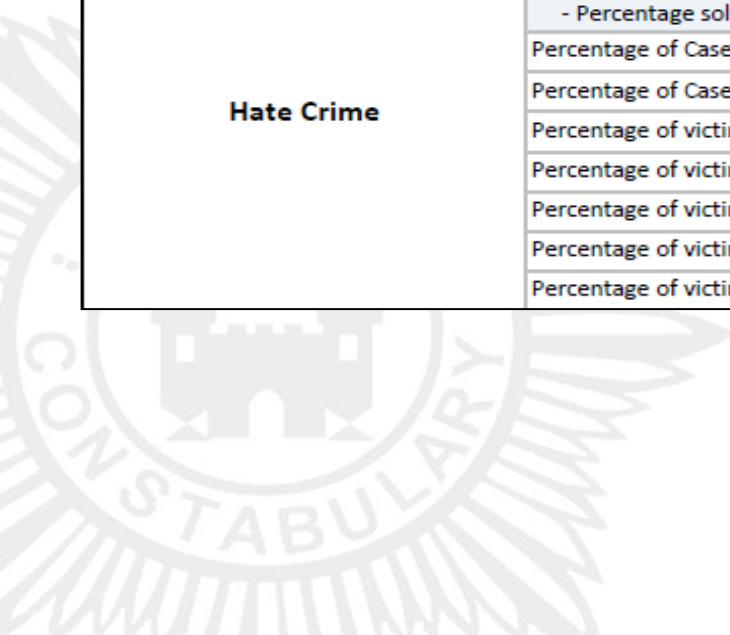 - Percentage sol
Percentage of Case
Percentage of Case
Hate Crime
Percentage of victi
Percentage of victi
Percentage of victi
Percentage of victi
Percentage of victi
CONSTABULARY